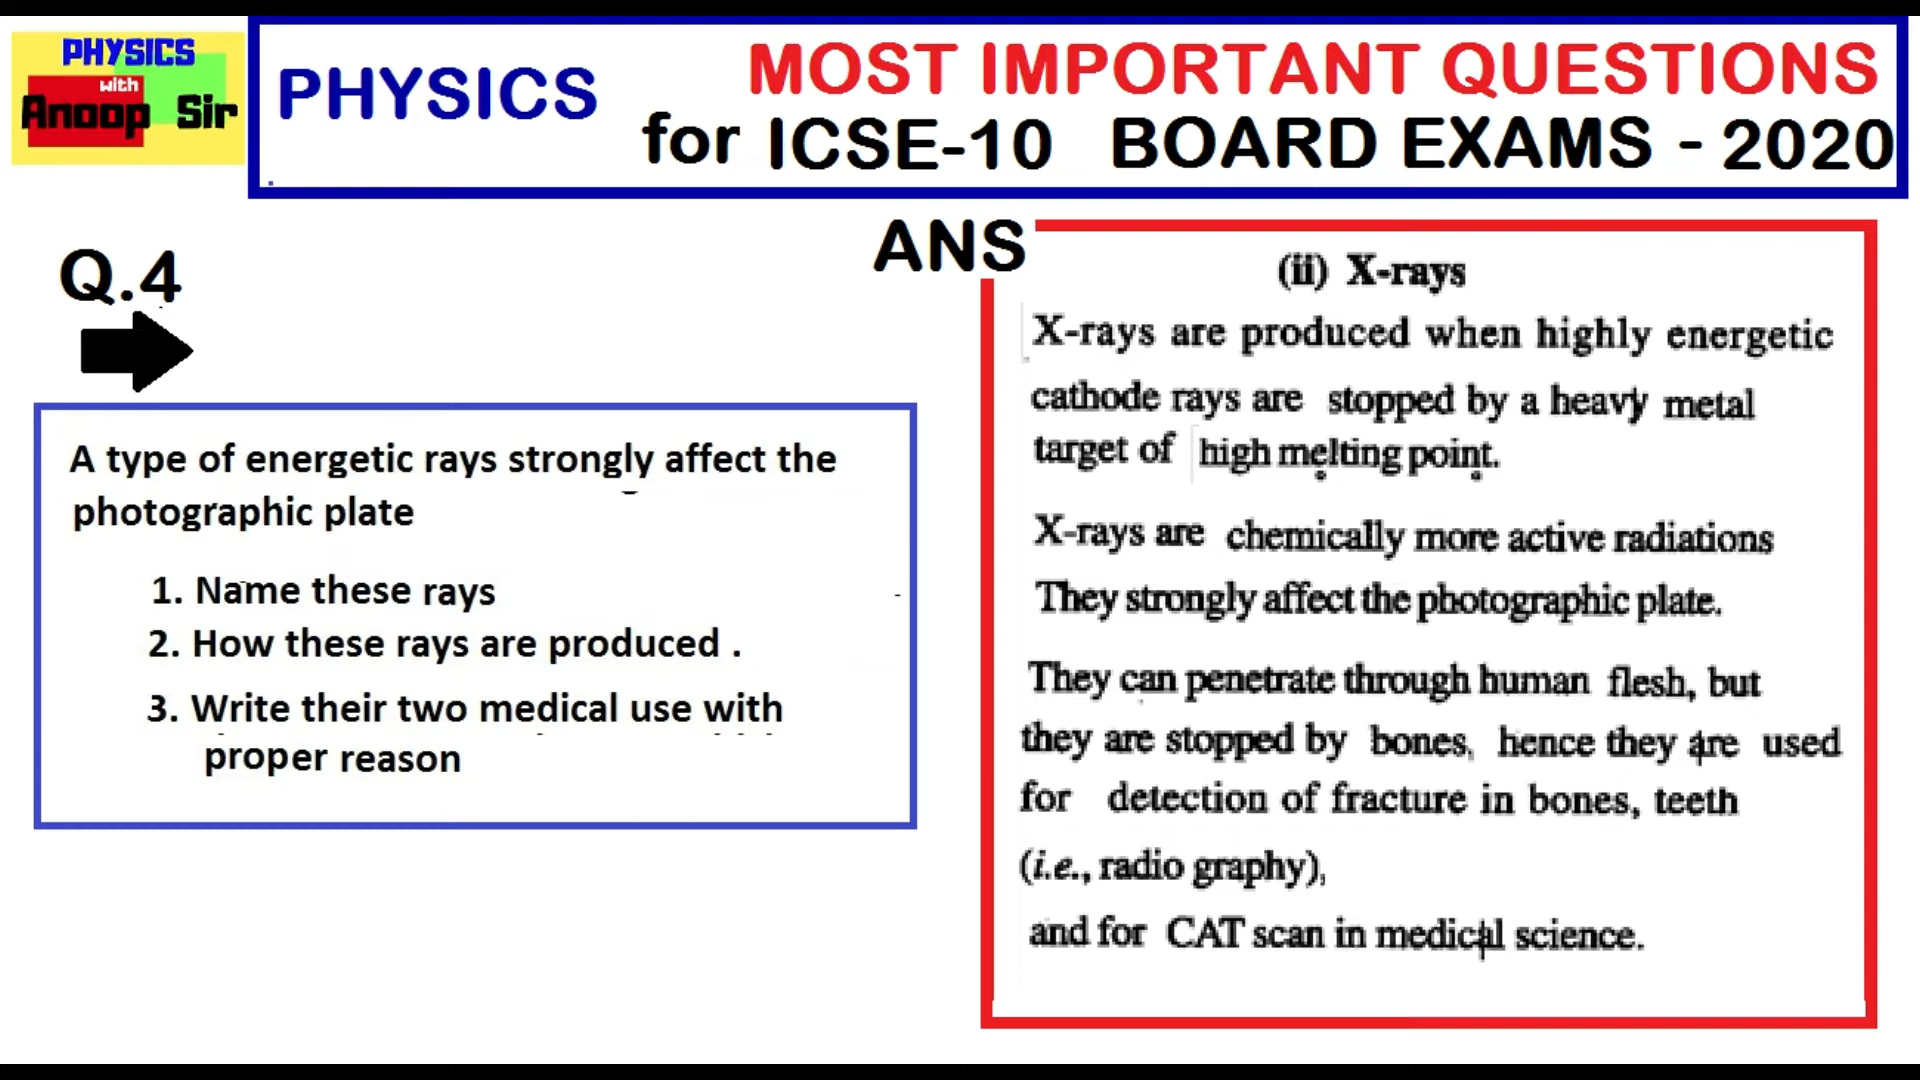 PHYSICS
with
Anoop Sir
PHYSICS
MOST IMPORTANT QUESTIONS
for ICSE-10 BOARD EXAMS - 2020
Q.4
A type of energetic rays strongly affect the
photographic plate
1. Name these rays
2. How these rays are produced .
3. Write their two medical use with
proper reason
ANS
(ii) X-rays
X-rays are produced when highly energetic
cathode rays are stopped by a heavy metal
target of high melting point.
X-rays are chemically more active radiations
They strongly affect the photographic plate.
They can penetrate through human flesh, but
they are stopped by bones, hence they are used
for detection of fracture in bones, teeth
(i.e., radio graphy),
and for CAT scan in medical science.